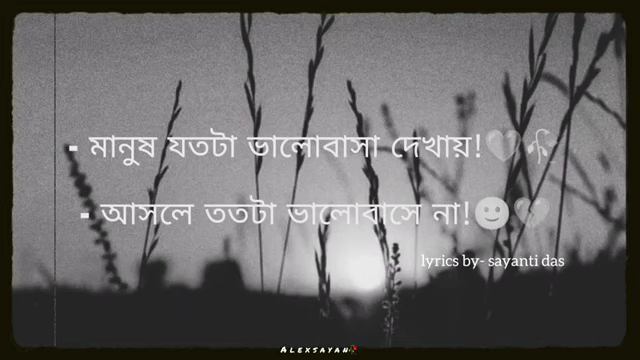 - মানুষ যতটা ভালোবাসা দেখায়!🤍🥀
- আসলে ততটা ভালোবাসে না!🙂💔
lyrics by- sayanti das
ALEXSAYAN🥀